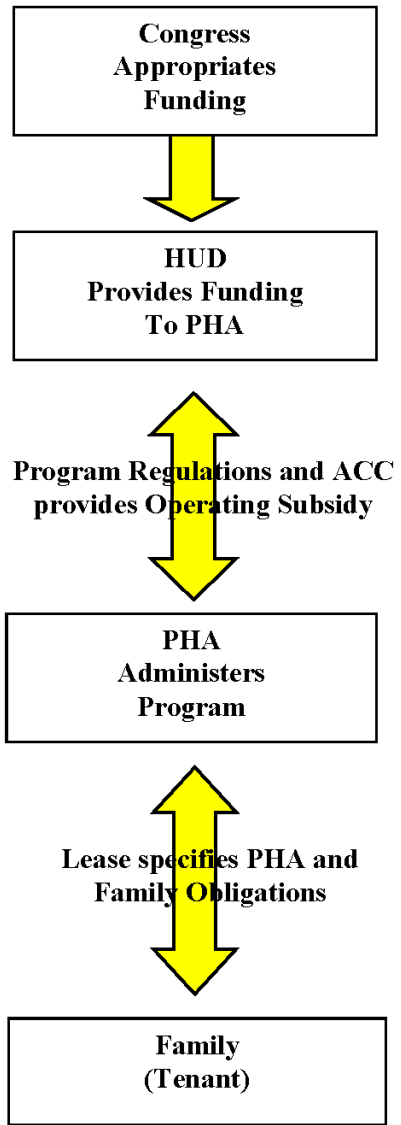 Congress
Appropriates
Funding
HUD
Provides Funding
To PHA
Program Regulations and ACC
provides Operating Subsidy
PHA
Administers
Program
Lease specifies PHA and
Family Obligations
Family
(Tenant)